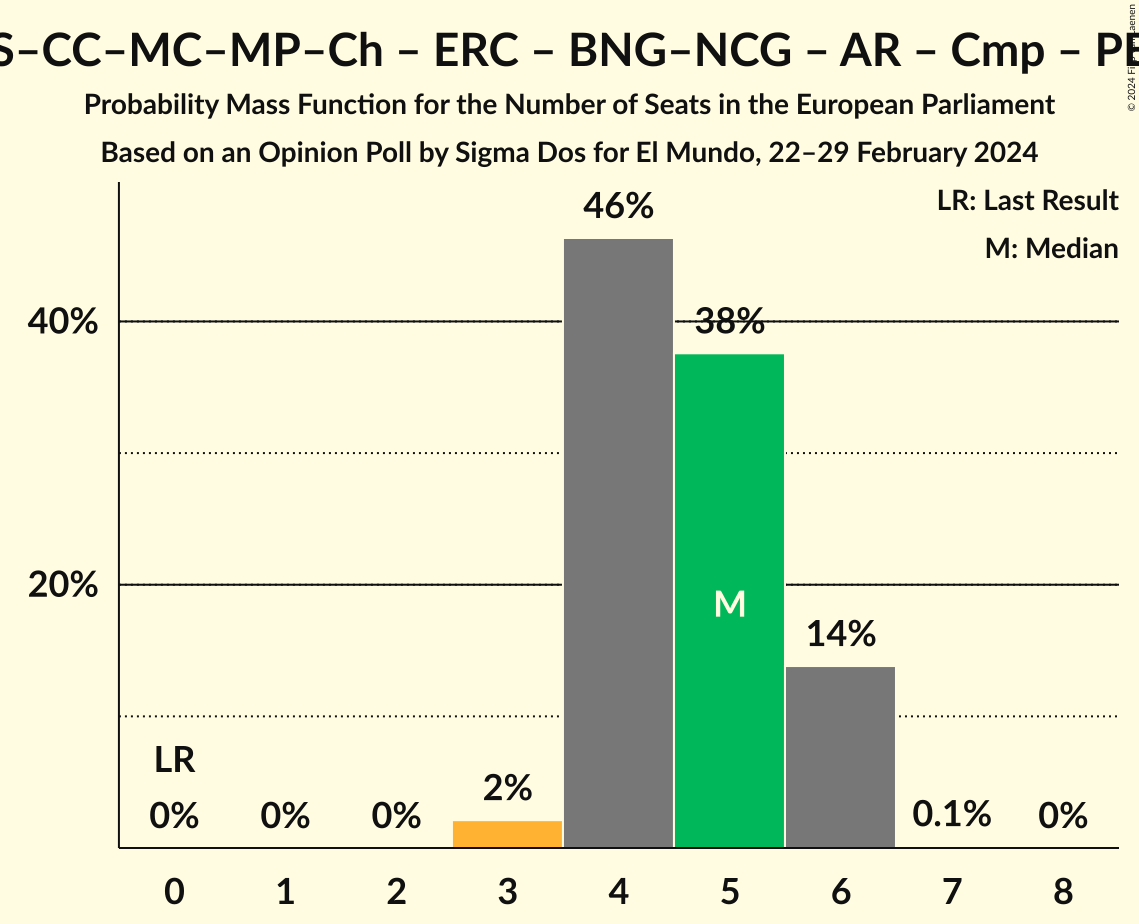 S–CC–MC–MP–Ch – ERC – BNG–NCG – AR – Cmp –
Probability Mass Function for the Number of Seats in the European Parliament
Based on an Opinion Poll by Sigma Dos for El Mundo, 22–29 February 2024
© 2024
LR: Last Result
M: Median
46%
40%
38%
20%
M
14%
LR
2%
0%
0%
0%
0.1%
0%
0 1 2 3 4 5 6 7 8